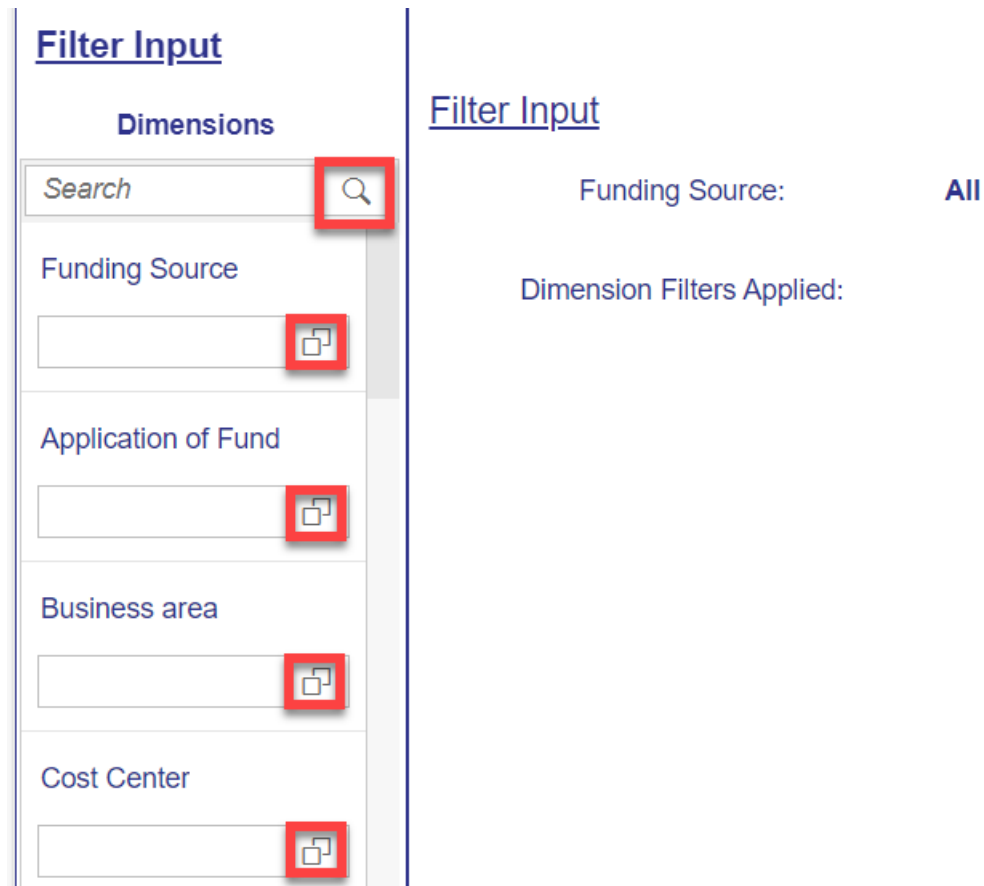 Filter Input
Dimensions
Search
Funding Source
Application of Fund
Business area
Cost Center
Filter Input
Funding Source: All
Dimension Filters Applied: